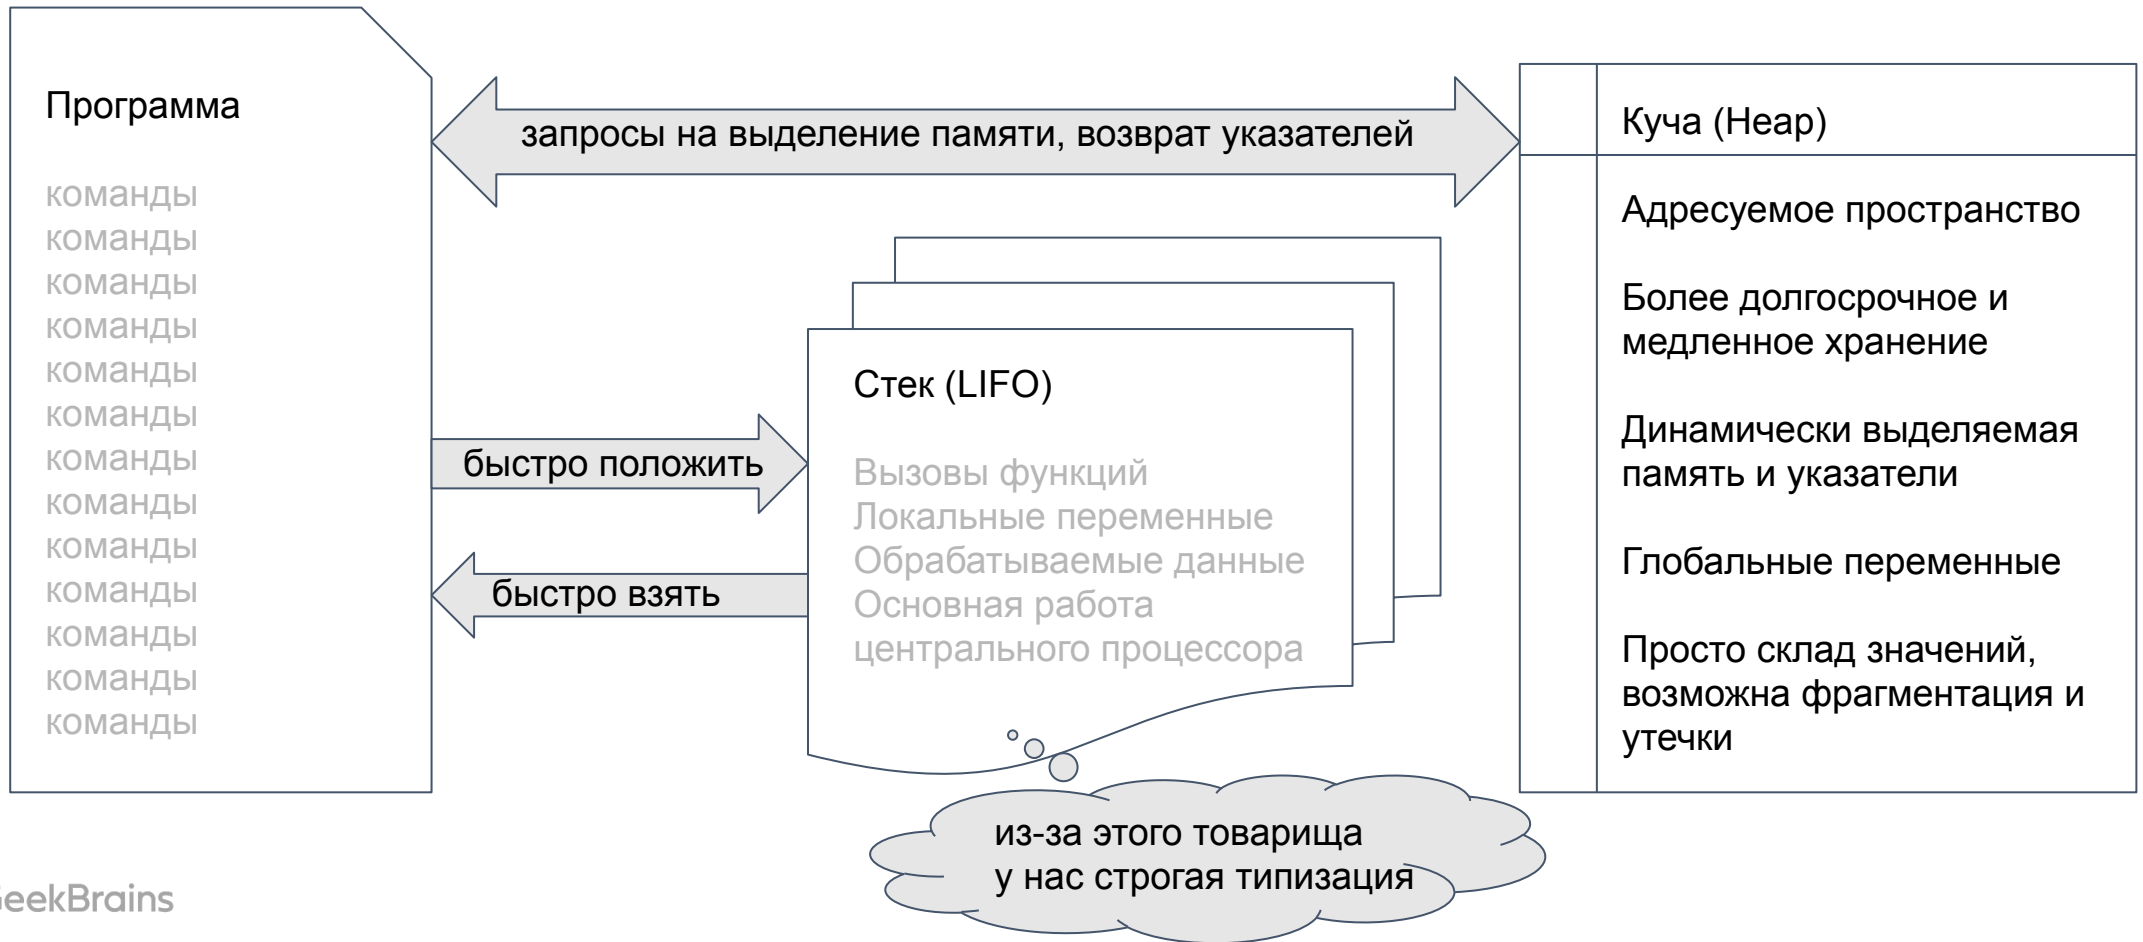 Программа
команды
команды
команды
команды
команды
команды
команды
команды
команды
команды
команды
команды
команды
запросы на выделение памяти, возврат указателей
быстро положить
быстро взять
Стек (LIFO)
Вызовы функций
Локальные переменные
Обрабатываемые данные
Основная работа
центрального процессора
из-за этого товарища
у нас строгая типизация
Куча (Heap)
Адресуемое пространство
Более долгосрочное и
медленное хранение
Динамически выделяемая
память и указатели
Глобальные переменные
Просто склад значений,
возможна фрагментация и
утечки
GeekBrains